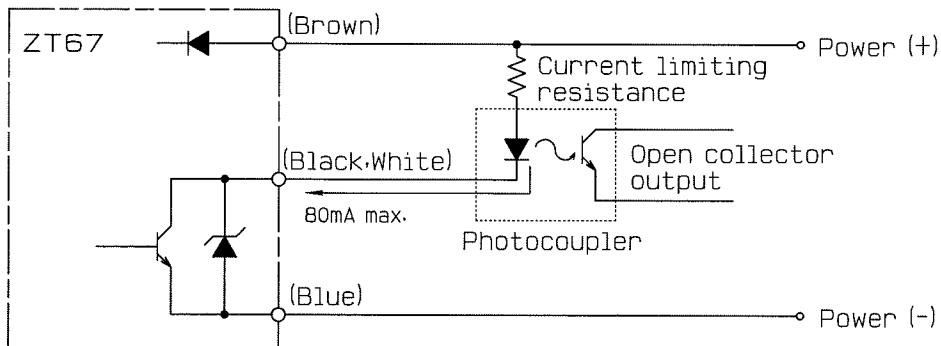 (Brown)
ZT67
Power (+)
Current limiting
resistance
(Black,White)
Open collector
output
80mA max.
Photocoupler
(Blue)
Power (-)